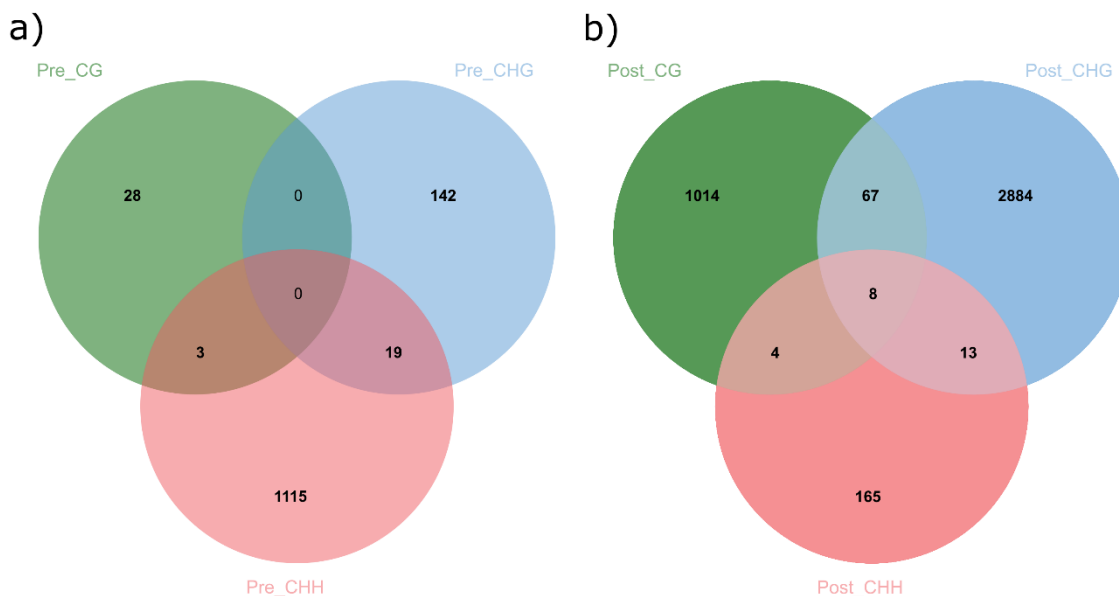 a)
Pre_CG
Pre_CHG
28
0
142
0
3
19
1115
Pre_CHH
b)
Post_CG
Post_CHG
1014
67
2884
8
4
13
165
Post_CHH